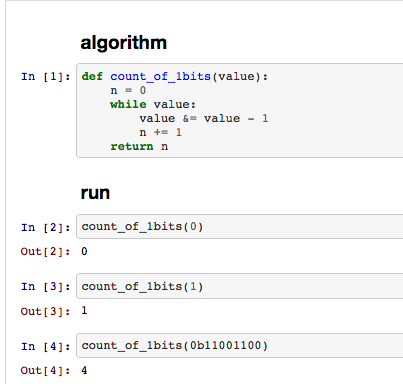 algorithm
In [1]: def count_of_1bits(value):
    n = 0
    while value:
        value &= value - 1
        n += 1
    return n
run
In [2]: count_of_1bits(0)
Out[2]: 0
In [3]: count_of_1bits(1)
Out[3]: 1
In [4]: count_of_1bits(0b11001100)
Out[4]: 4